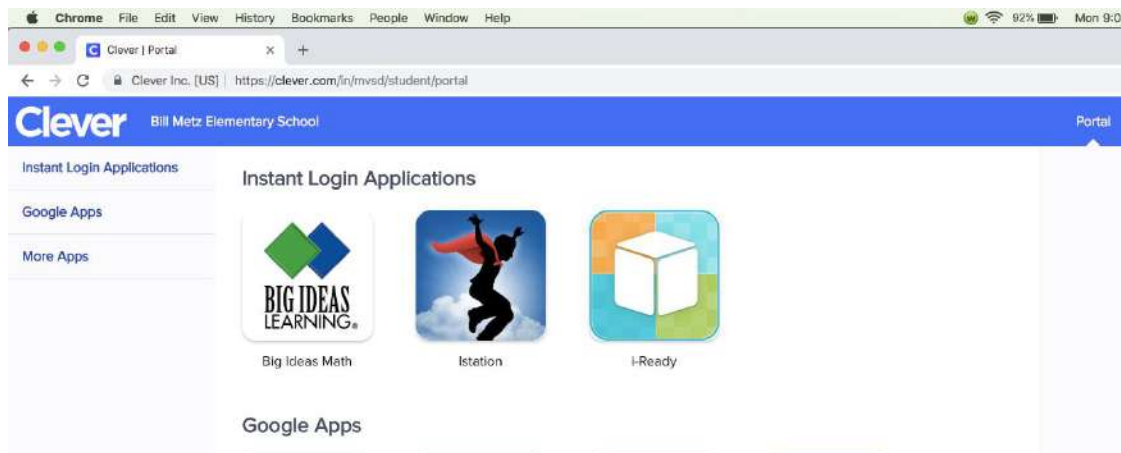 Chrome File Edit View History Bookmarks People Window Help 92% Mon 9:0
Clever | Portal
Clever Inc. [US] | https://clever.com/in/mvsd/student/portal
Clever Bill Metz Elementary School Portal
Instant Login Applications
Google Apps
More Apps
Instant Login Applications
BIG IDEAS
LEARNING®
Big Ideas Math Istation i-Ready
Google Apps